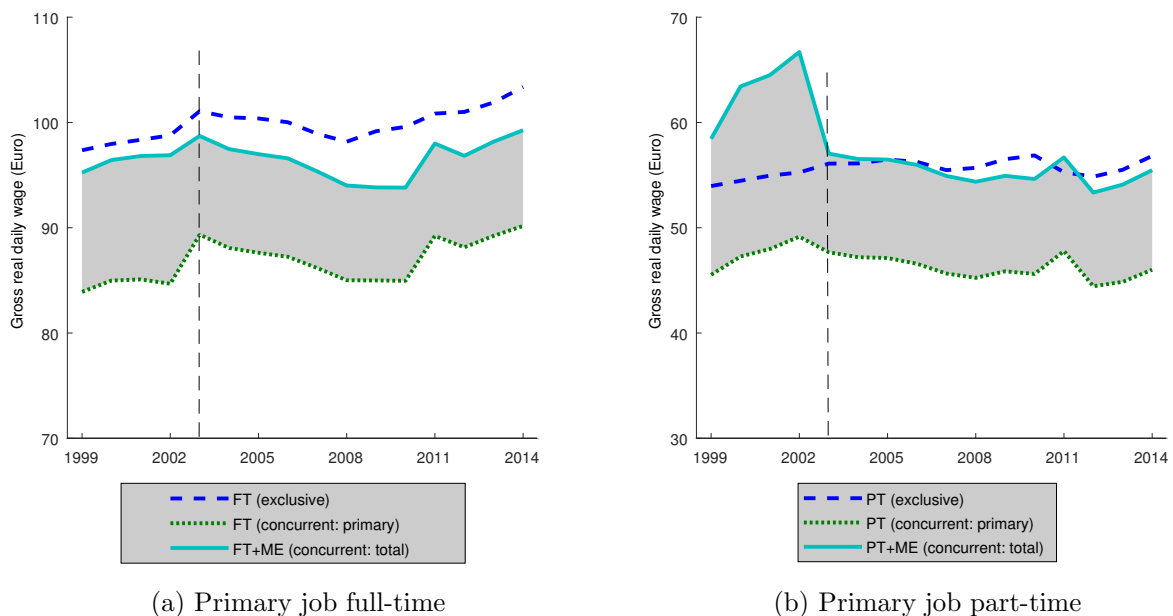 110
100
90
80
70
Gross real daily wage (Euro)
1999 2002 2005 2008 2011 2014
FT (exclusive)
FT (concurrent: primary)
FT+ME (concurrent: total)
(a) Primary job full-time
70
60
50
40
30
Gross real daily wage (Euro)
1999 2002 2005 2008 2011 2014
PT (exclusive)
PT (concurrent: primary)
PT+ME (concurrent: total)
(b) Primary job part-time